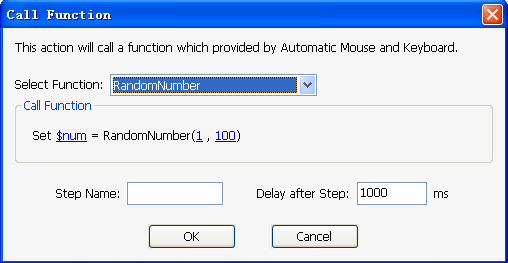 Call Function
This action will call a function which provided by Automatic Mouse and Keyboard.
Select Function: RandomNumber
Call Function
Set $num = RandomNumber(1 , 100)
Step Name: Delay after Step: 1000 ms
OK Cancel